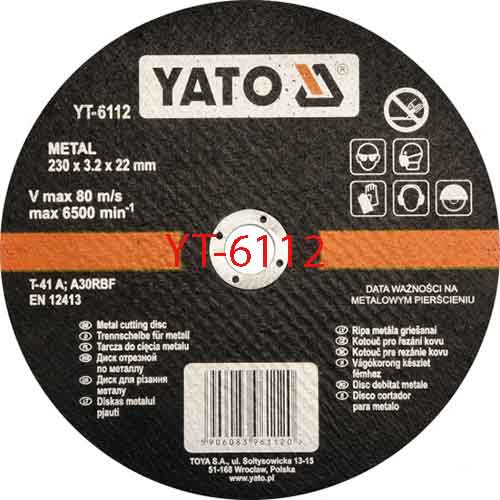 YATO®
YT-6112
METAL
230 x 3.2 x 22 mm
V max 80 m/s
max 6500 min-1
YT-6112
T-41 A; A30RBF
EN 12413
DATA WAŻNOŚCI NA
METALOWYM PIERŚCIENIU
Metal cutting disc
Trennscheibe für metall
Tarcza do cięcia metalu
Диск отрезной
по металлу
Диск для різання
металу
Diskas metalui
pjauti
Ripa metāla griešanai
Kotouč pro řezání kovu
Kotouč pre rezanie kovu
Vágókorong készlet
fémhez
Disc debitat metale
Disco cortador
para metalo
5906083963120
TOYA S.A., ul. Sołtysowicka 13-15
51-168 Wrocław, Polska
www.yato.pl